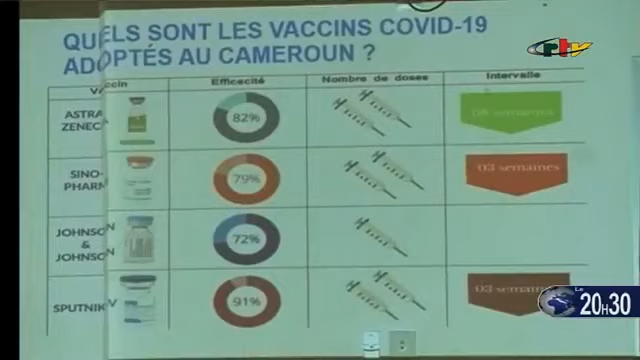 QUELS SONT LES VACCINS COVID-19
ADOPTÉS AU CAMEROUN ?
crtv
Efficacité Nombre de doses Intervalle
ASTRA
ZENECA
82%
SINO-
PHARM
79%
03 semaines
JOHNSON
&
JOHNSON
72%
SPUTNIK V
91%
03 semaines
Le
20H30